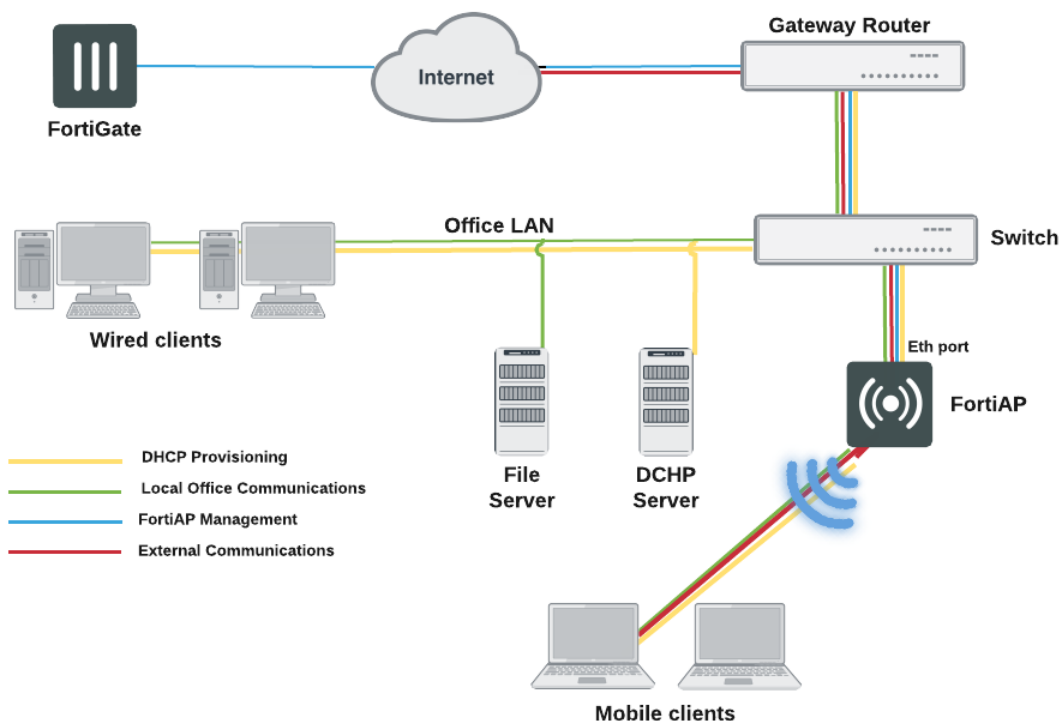 Gateway Router
Internet
FortiGate
Office LAN
Switch
Wired clients
Eth port
FortiAP
DHCP Provisioning
Local Office Communications
FortiAP Management
External Communications
File
Server
DCHP
Server
Mobile clients